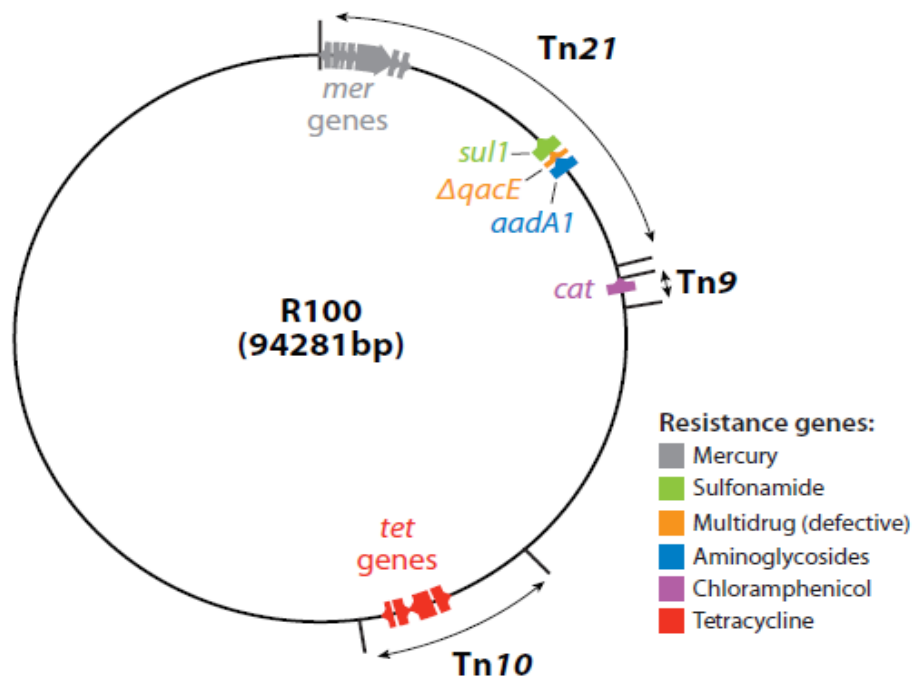 Tn21
mer
genes
sul1
ΔqacE
aadA1
cat
Tn9
R100
(94281bp)
Resistance genes:
Mercury
Sulfonamide
Multidrug (defective)
Aminoglycosides
Chloramphenicol
Tetracycline
tet
genes
Tn10